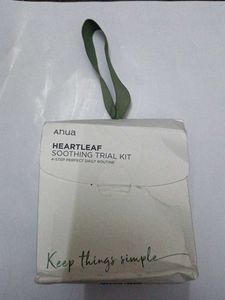 Anua
HEARTLEAF
SOOTHING TRIAL KIT
4-STEP PERFECT DAILY ROUTINE
Keep things simple